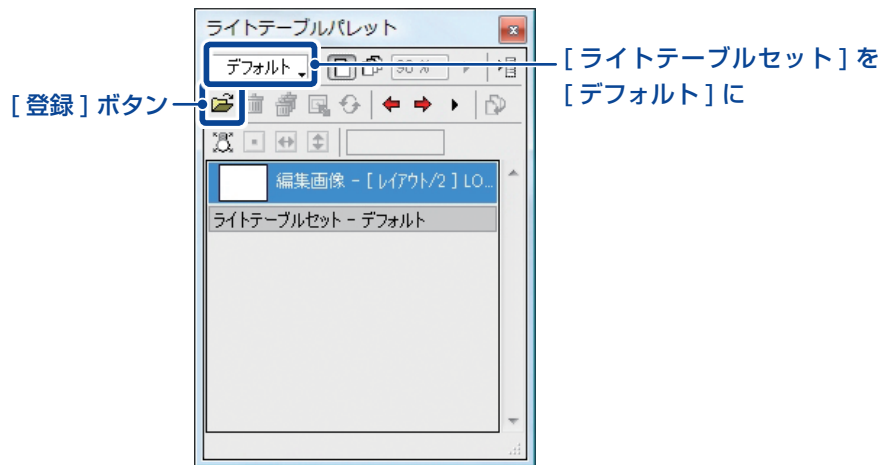 ライトテーブルパレット
デフォルト
[ ライトテーブルセット ] を
[ デフォルト ] に
[ 登録 ] ボタン
編集画像 - [ レイアウト/2 ] LO...
ライトテーブルセット - デフォルト